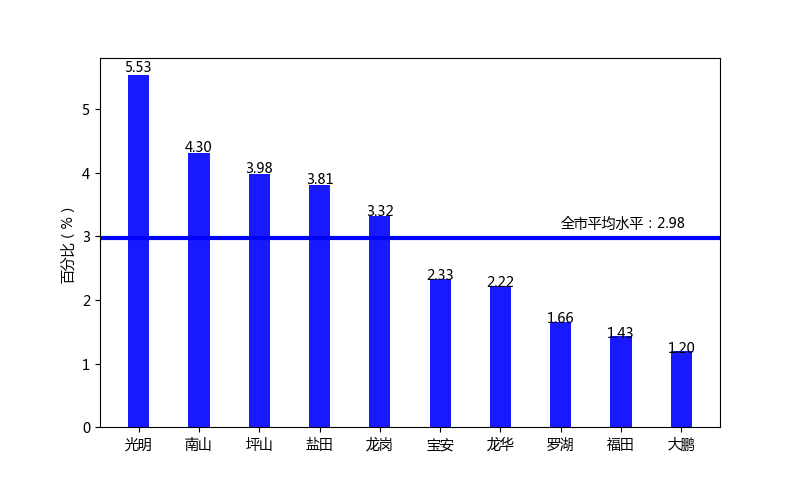 5.53
4.30
3.98
3.81
3.32
2.33
2.22
1.66
1.43
1.20
全市平均水平：2.98
百分比（%）
5
4
3
2
1
0
光明
南山
坪山
盐田
龙岗
宝安
龙华
罗湖
福田
大鹏